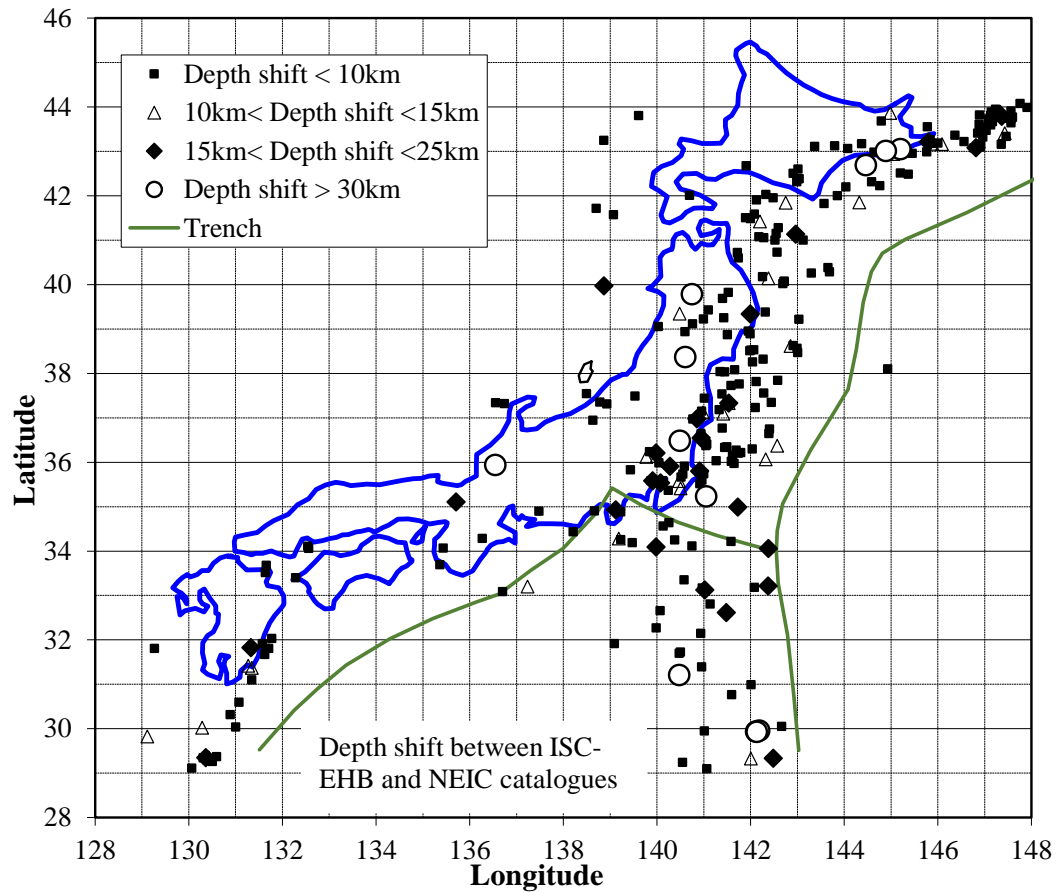 46
44
42
40
38
36
34
32
30
28
Latitude
Depth shift < 10km
10km< Depth shift <15km
15km< Depth shift <25km
Depth shift > 30km
Trench
Depth shift between ISC-
EHB and NEIC catalogues
128 130 132 134 136 138 140 142 144 146 148
Longitude